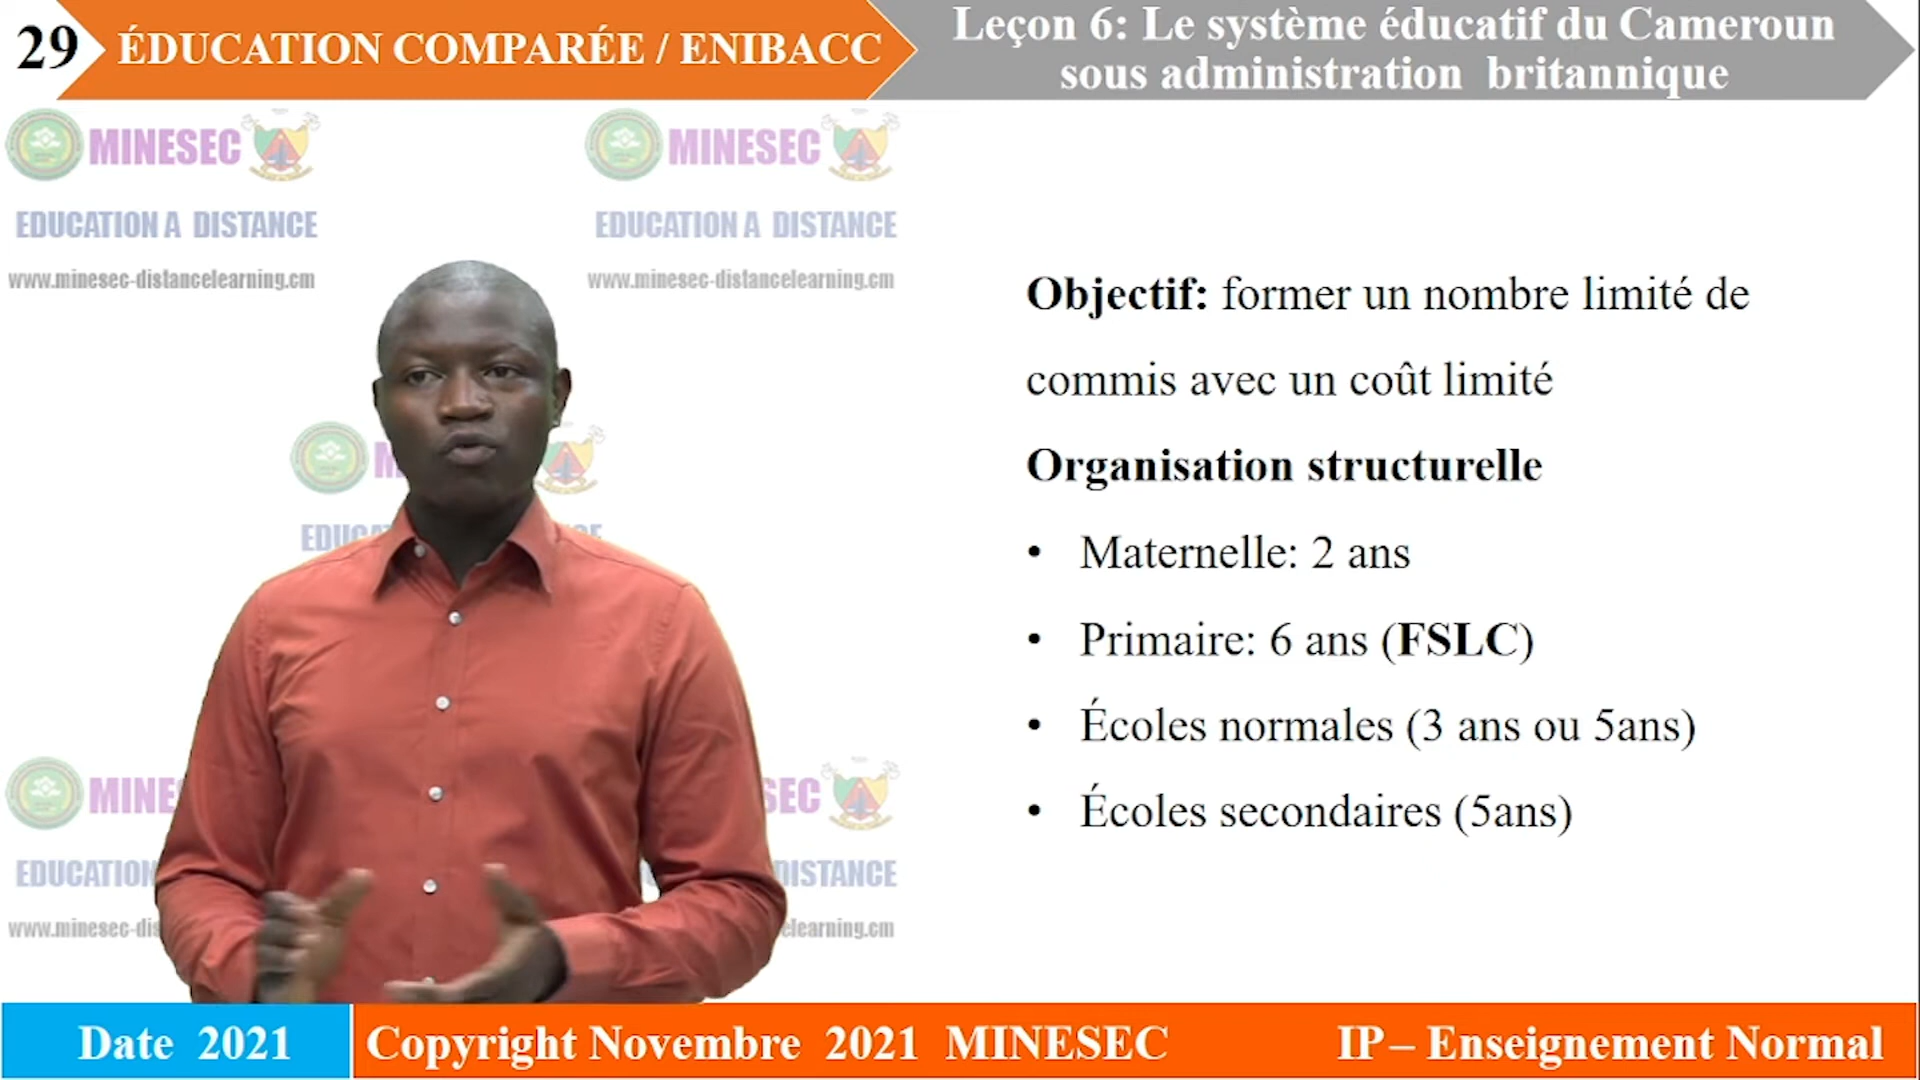 29
ÉDUCATION COMPARÉE / ENIBACC
Leçon 6: Le système éducatif du Cameroun
sous administration britannique
MINESEC
EDUCATION A DISTANCE
www.minesec-distancelearning.cm
MINESEC
EDUCATION A DISTANCE
www.minesec-distancelearning.cm
Objectif: former un nombre limité de
commis avec un coût limité
Organisation structurelle
• Maternelle: 2 ans
• Primaire: 6 ans (FSLC)
• Écoles normales (3 ans ou 5ans)
• Écoles secondaires (5ans)
Date 2021
Copyright Novembre 2021 MINESEC
IP – Enseignement Normal